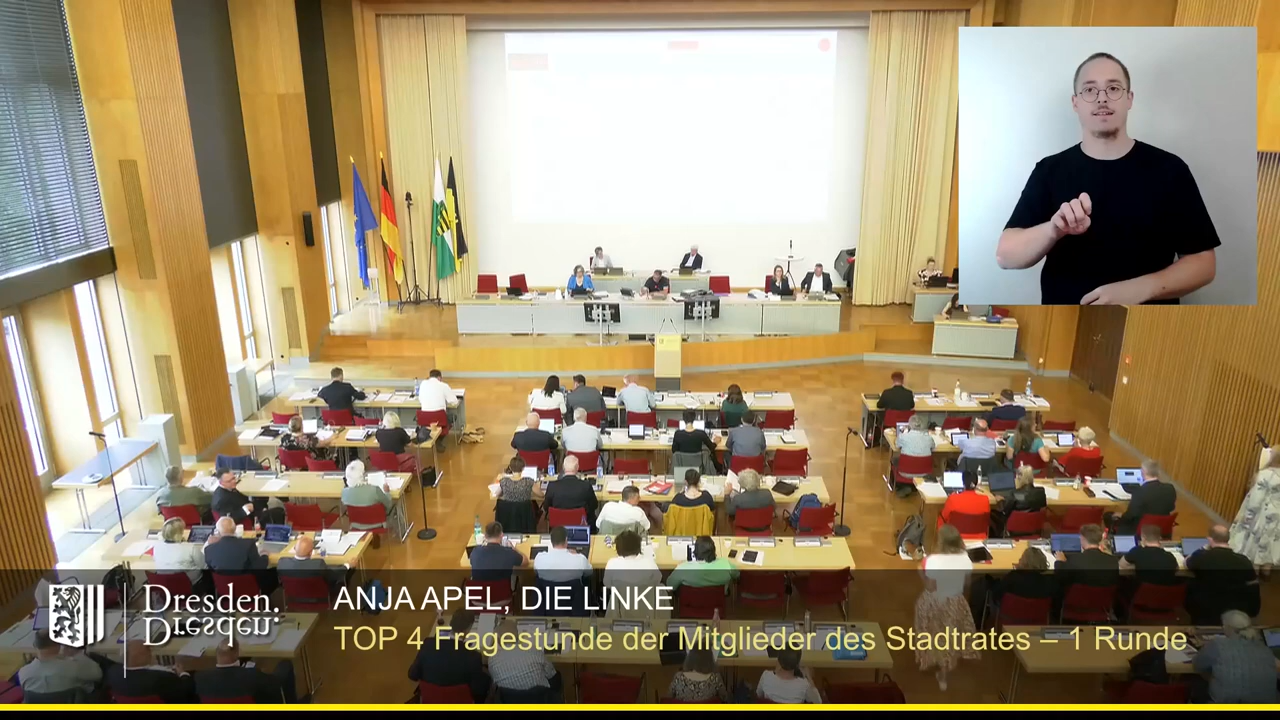 ANJA APEL, DIE LINKE
Dresden.
Dresden.
TOP 4 Fragestunde der Mitglieder des Stadtrates – 1 Runde